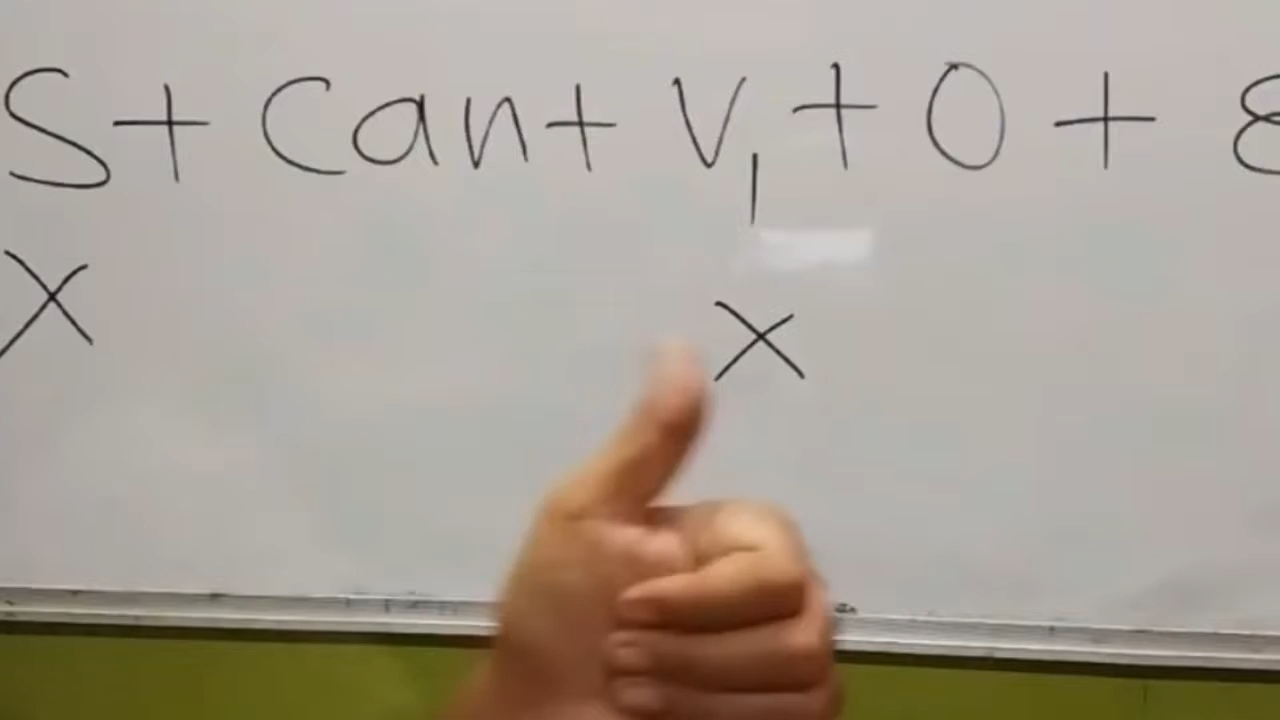 S + can + V₁ + O +
X X